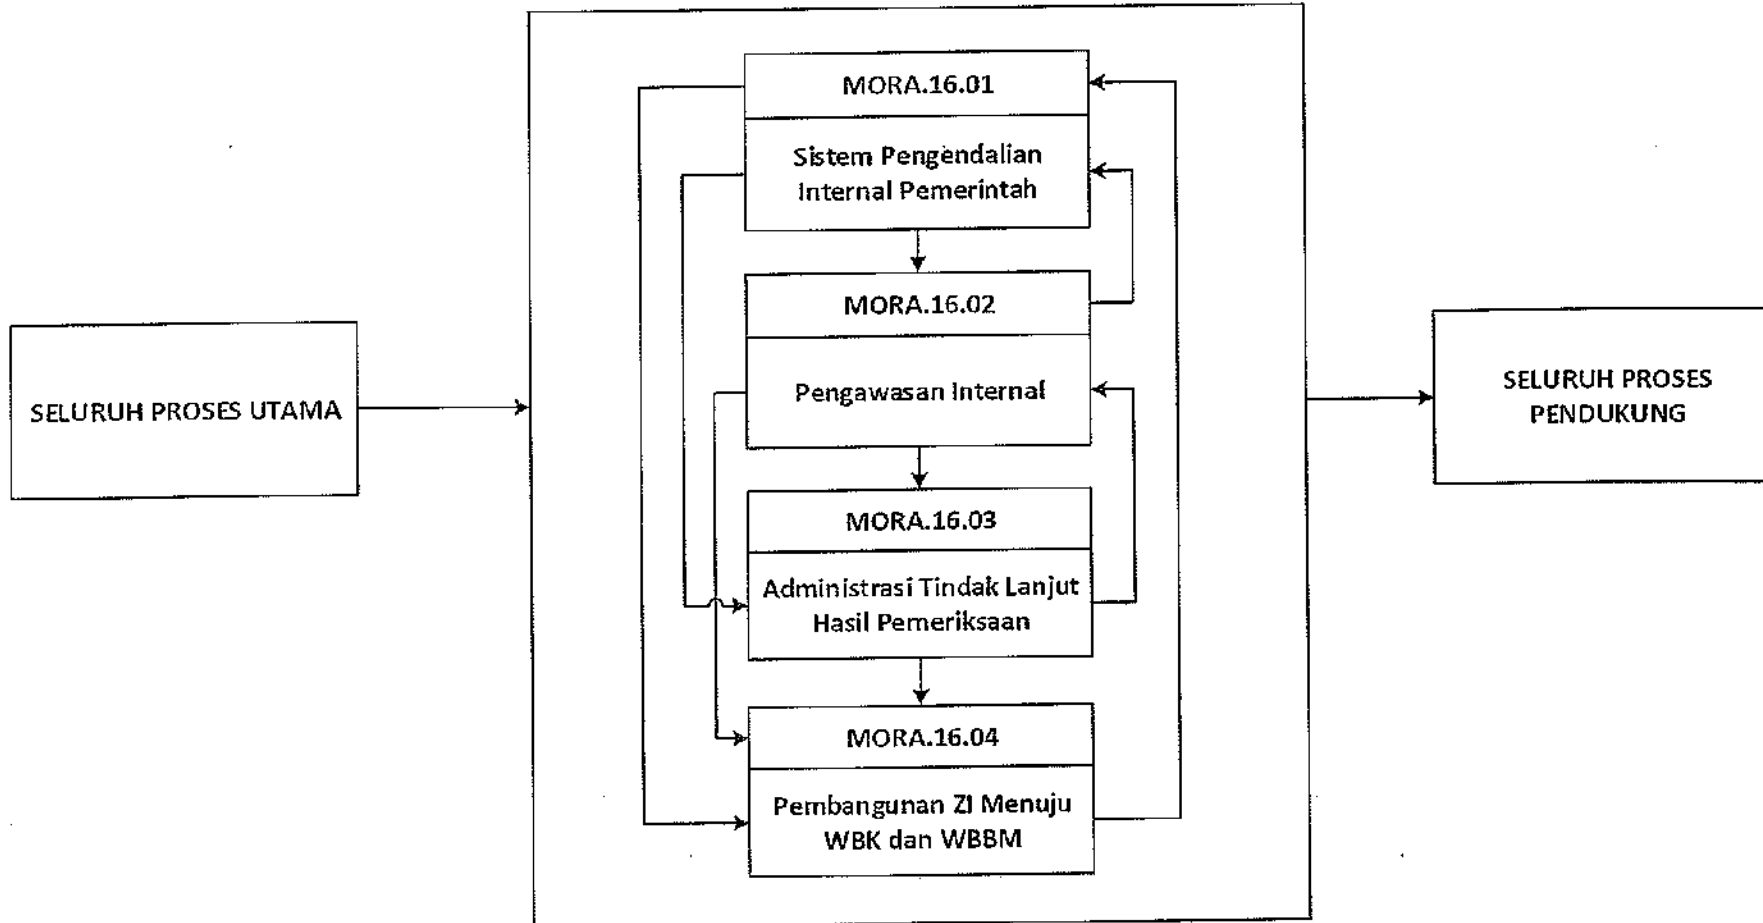 MORA.16.01
Sistem Pengendalian
Internal Pemerintah
MORA.16.02
Pengawasan Internal
MORA.16.03
Administrasi Tindak Lanjut
Hasil Pemeriksaan
MORA.16.04
Pembangunan ZI Menuju
WBK dan WBBM
SELURUH PROSES UTAMA
SELURUH PROSES
PENDUKUNG